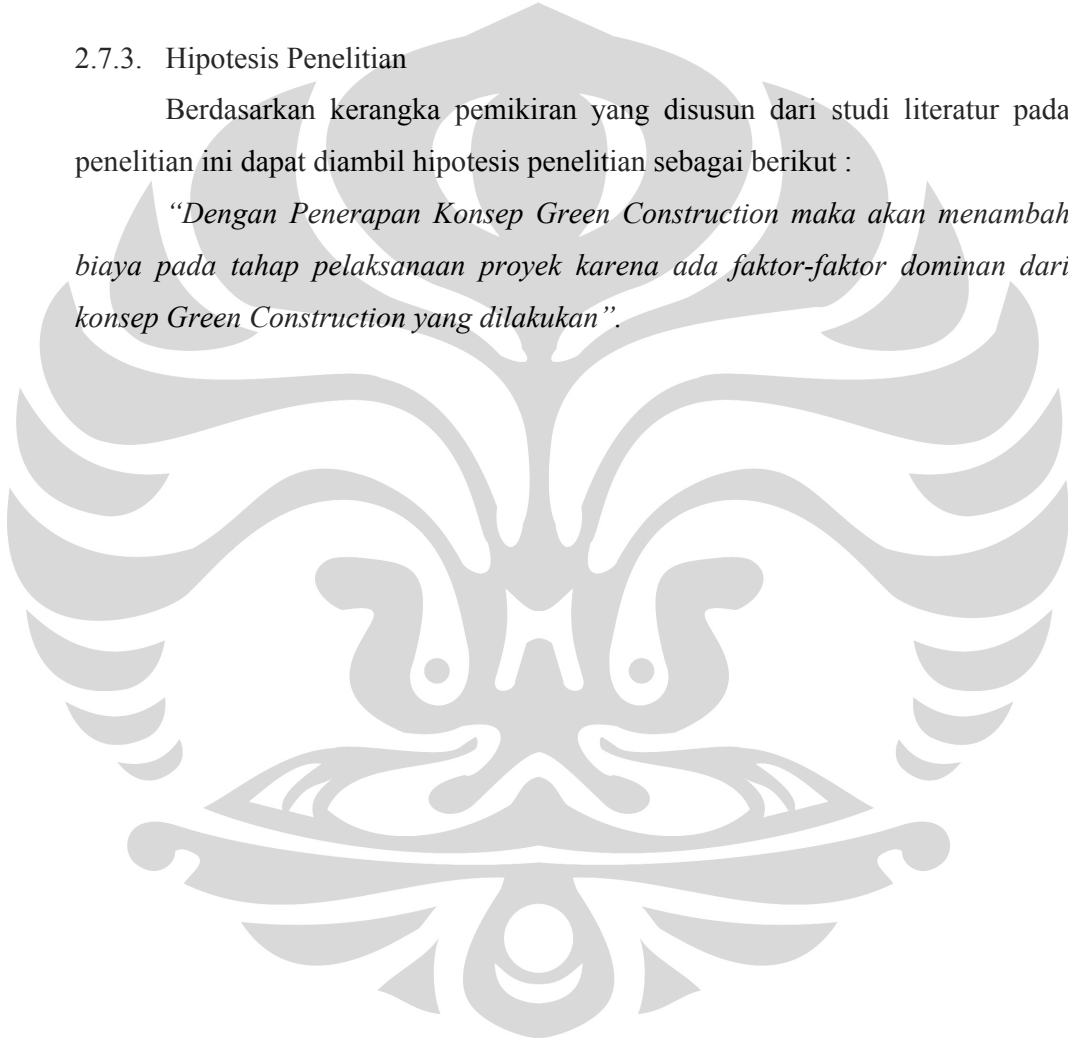 2.7.3. Hipotesis Penelitian
Berdasarkan kerangka pemikiran yang disusun dari studi literatur pada
penelitian ini dapat diambil hipotesis penelitian sebagai berikut :
“Dengan Penerapan Konsep Green Construction maka akan menambah
biaya pada tahap pelaksanaan proyek karena ada faktor-faktor dominan dari
konsep Green Construction yang dilakukan”.